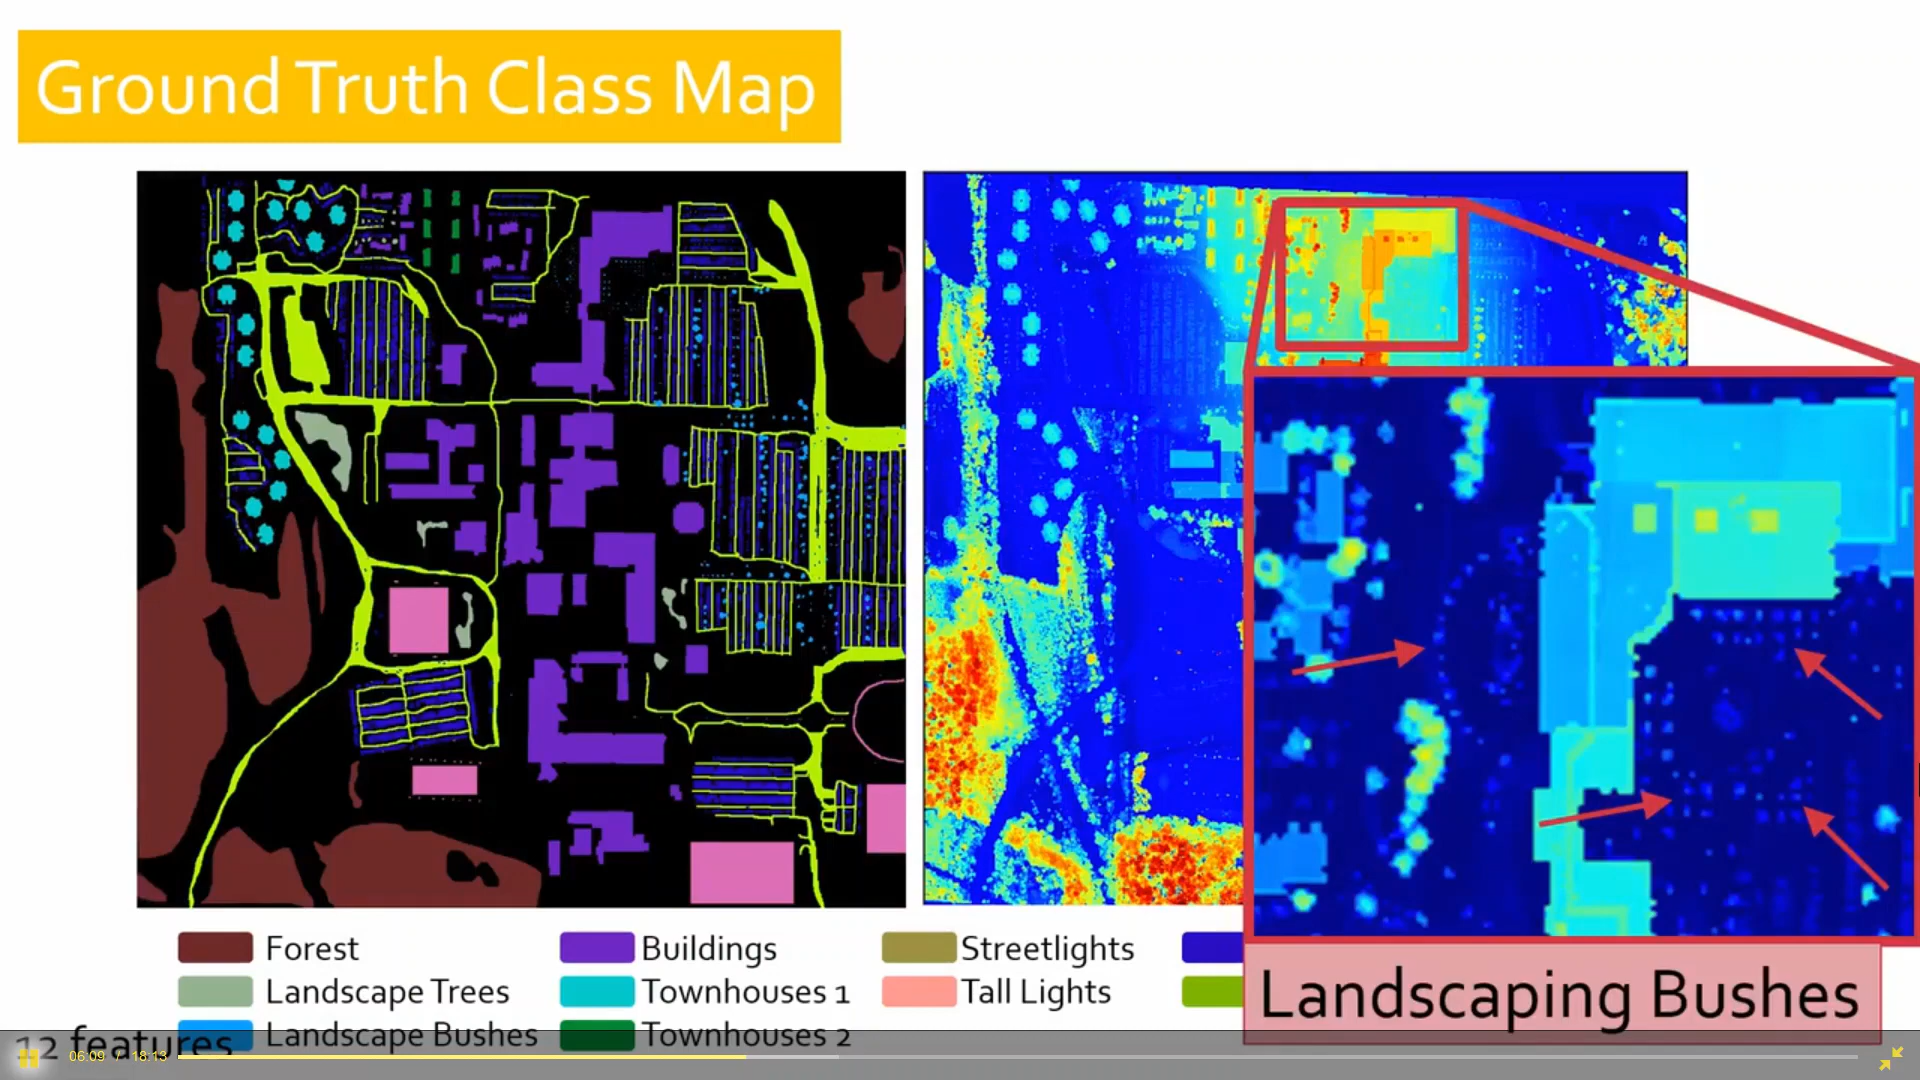 Ground Truth Class Map
Forest
Buildings
Streetlights
Landscape Trees
Townhouses 1
Tall Lights
Landscape Bushes
Townhouses 2
Landscaping Bushes
12 features
06:09 / 18:13